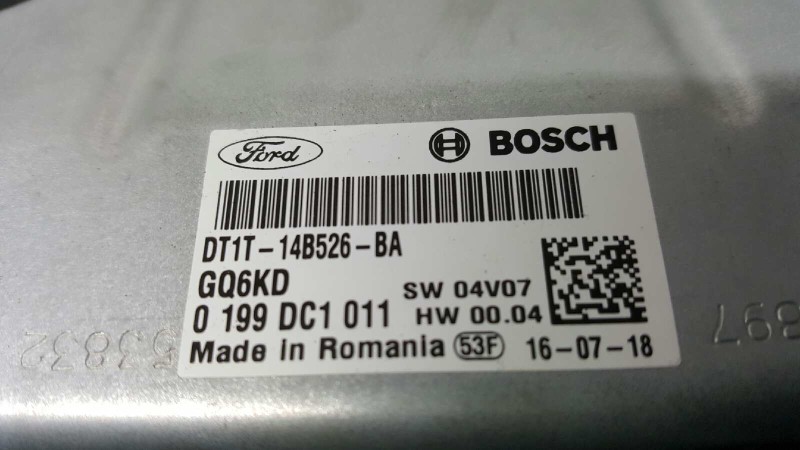 Ford
BOSCH
DT1T-14B526-BA
GQ6KD
SW 04V07
0 199 DC1 011
HW 00.04
Made in Romania 53F 16-07-18
53832